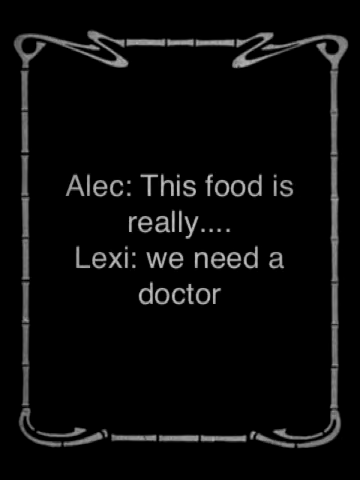 Alec: This food is
really....
Lexi: we need a
doctor